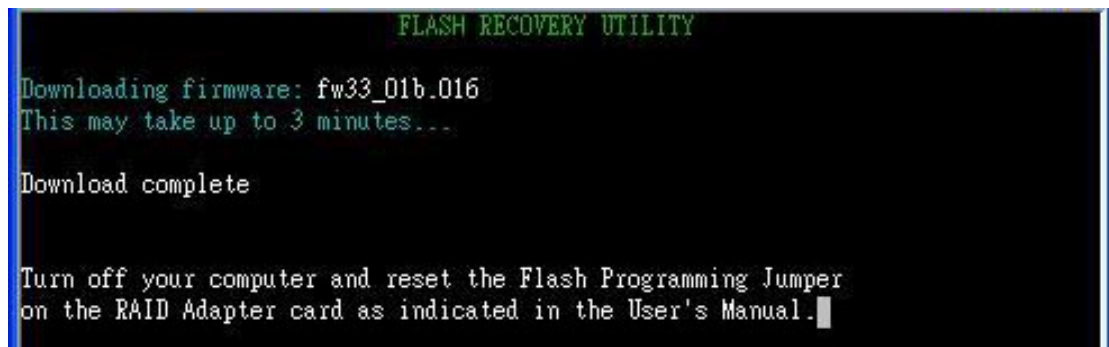 FLASH RECOVERY UTILITY
Downloading firmware: fw33_01b.016
This may take up to 3 minutes...
Download complete
Turn off your computer and reset the Flash Programming Jumper
on the RAID Adapter card as indicated in the User's Manual.